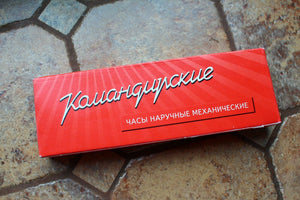 Командирские
ЧАСЫ НАРУЧНЫЕ МЕХАНИЧЕСКИЕ